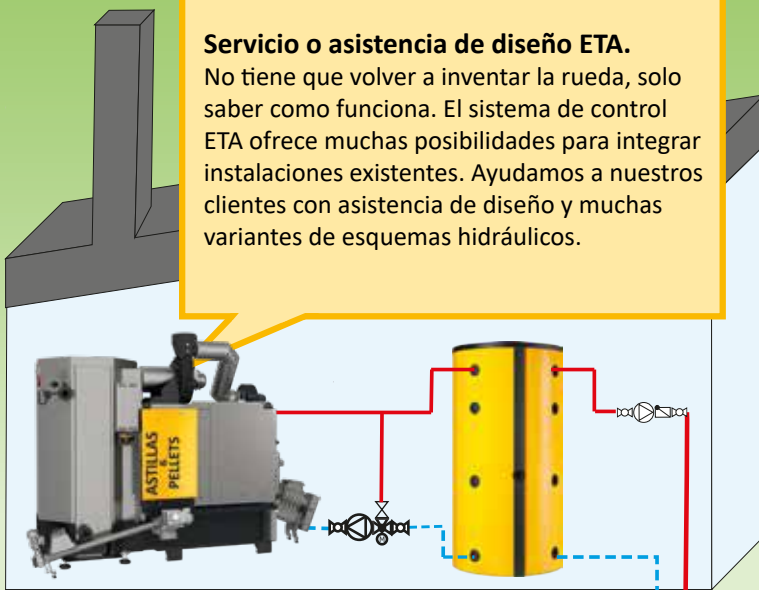 Servicio o asistencia de diseño ETA.
No tiene que volver a inventar la rueda, solo
saber como funciona. El sistema de control
ETA ofrece muchas posibilidades para integrar
instalaciones existentes. Ayudamos a nuestros
clientes con asistencia de diseño y muchas
variantes de esquemas hidráulicos.
ASTILLAS
&
PELLETS